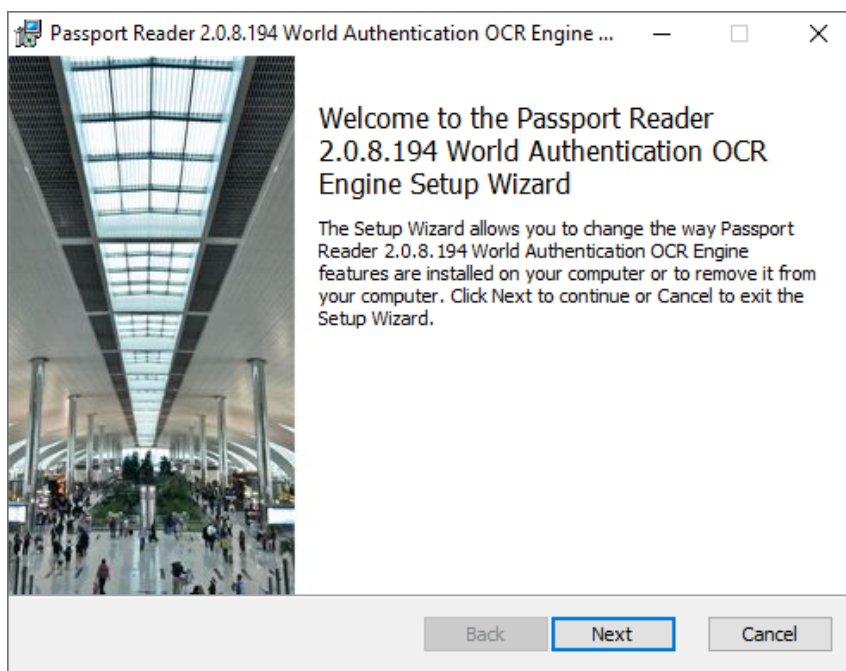 Passport Reader 2.0.8.194 World Authentication OCR Engine ...
Welcome to the Passport Reader
2.0.8.194 World Authentication OCR
Engine Setup Wizard
The Setup Wizard allows you to change the way Passport
Reader 2.0.8.194 World Authentication OCR Engine
features are installed on your computer or to remove it from
your computer. Click Next to continue or Cancel to exit the
Setup Wizard.
Back Next Cancel